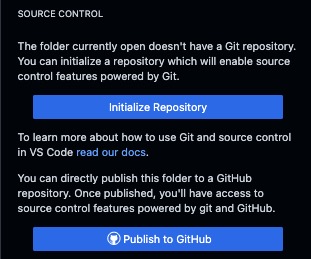 SOURCE CONTROL
The folder currently open doesn't have a Git repository.
You can initialize a repository which will enable source
control features powered by Git.
Initialize Repository
To learn more about how to use Git and source control
in VS Code read our docs.
You can directly publish this folder to a GitHub
repository. Once published, you'll have access to
source control features powered by git and GitHub.
Publish to GitHub